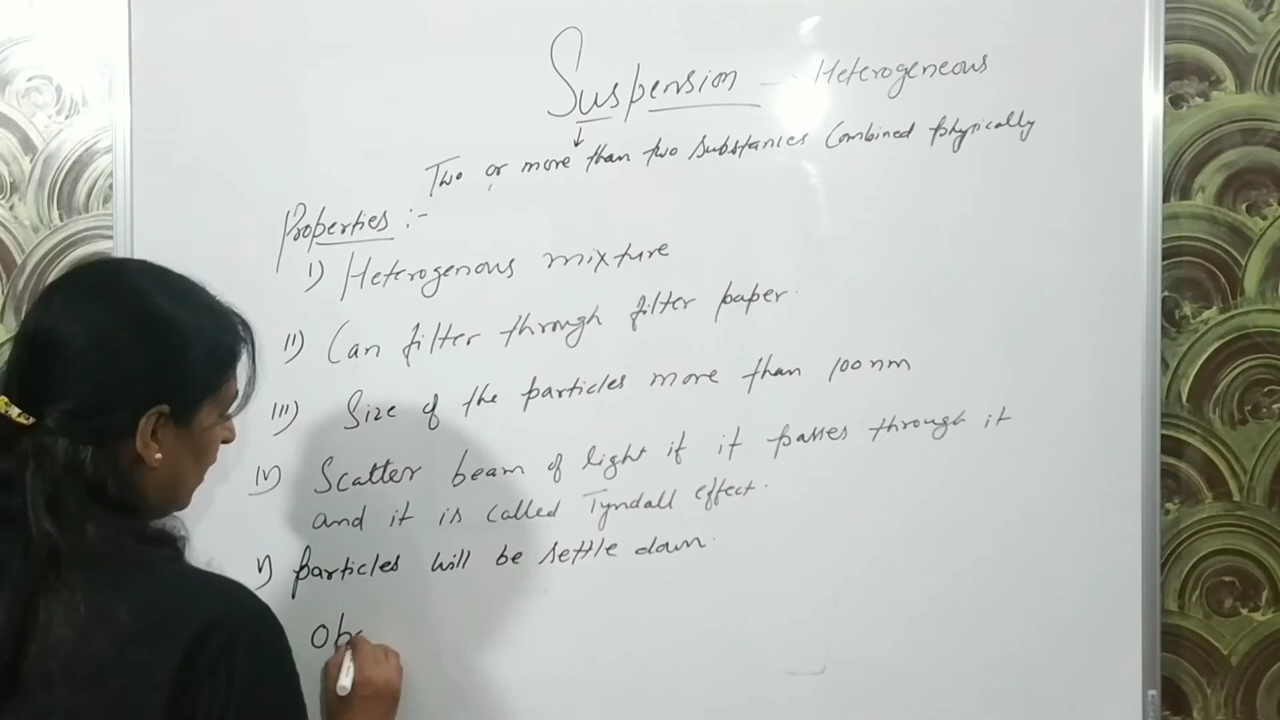 Suspension - Heterogeneous
↓
Two or more than two substances Combined physically
Properties :-
I) Heterogenous mixture
II) Can filter through filter paper.
III) Size of the particles more than 100nm
IV) Scatter beam of light if it passes through it
and it is called Tyndall effect.
V) particles will be settle down.
Obs